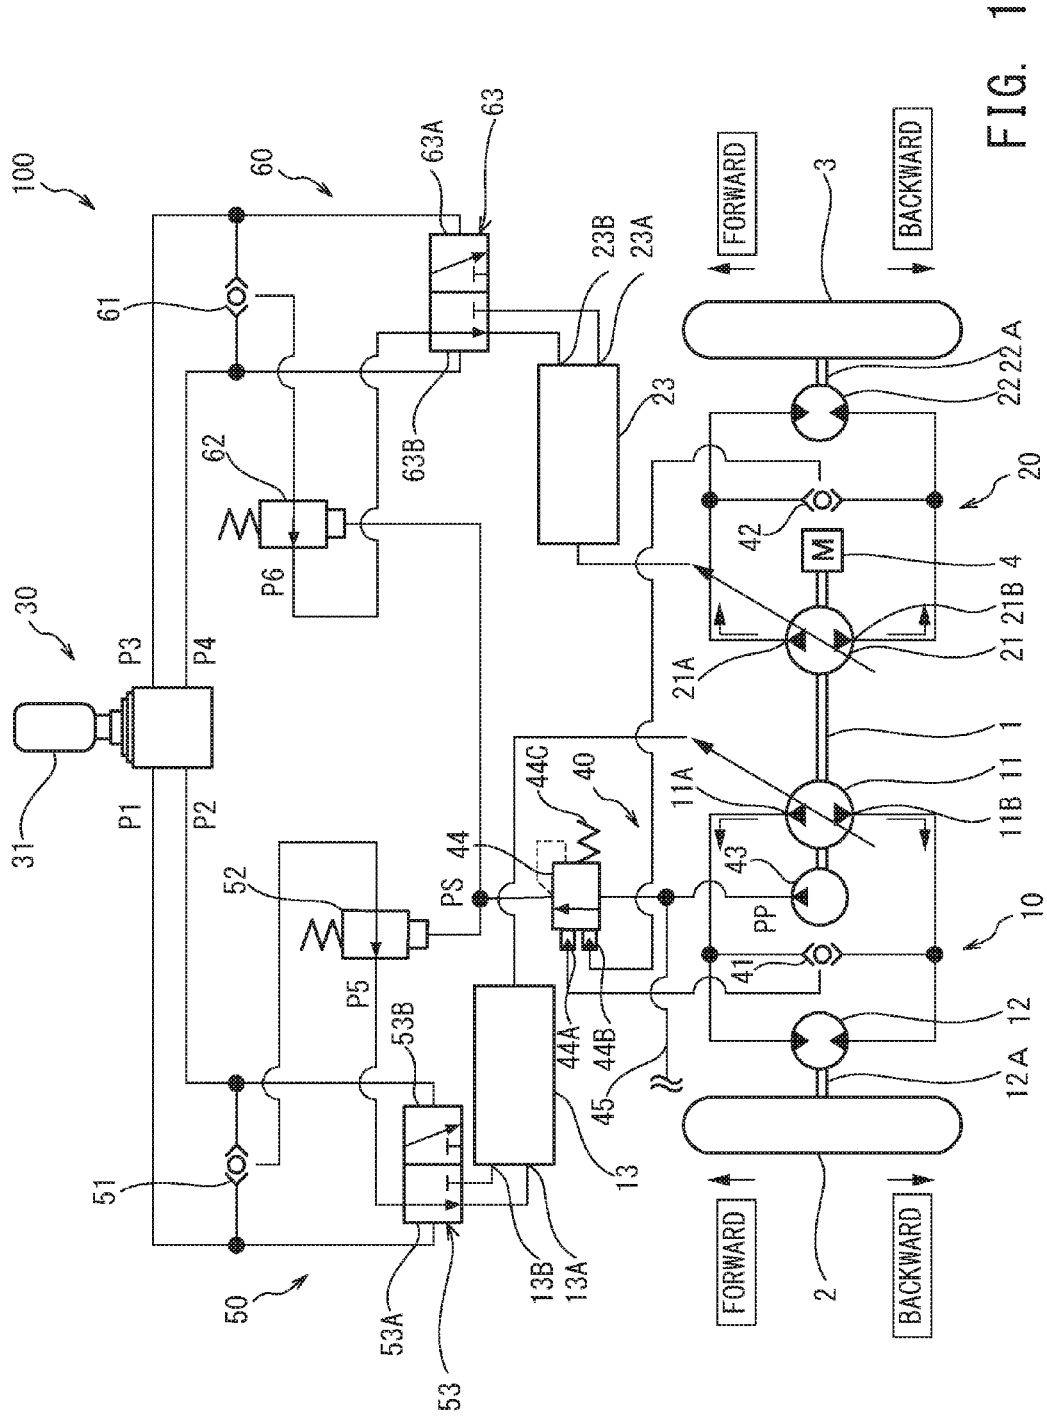 FIG. 1
100
30
31
P1
P3
P2
P4
50
51
52
P5
53
53A
53B
60
61
62
P6
63
63A
63B
PS
44
44C
40
44A
44B
45
13
13B
13A
23
23B
23A
PP
43
11A
11
11B
1
21A
21B
21
4
M
42
41
20
10
12
12A
22
22A
2
3
FORWARD
BACKWARD
FORWARD
BACKWARD